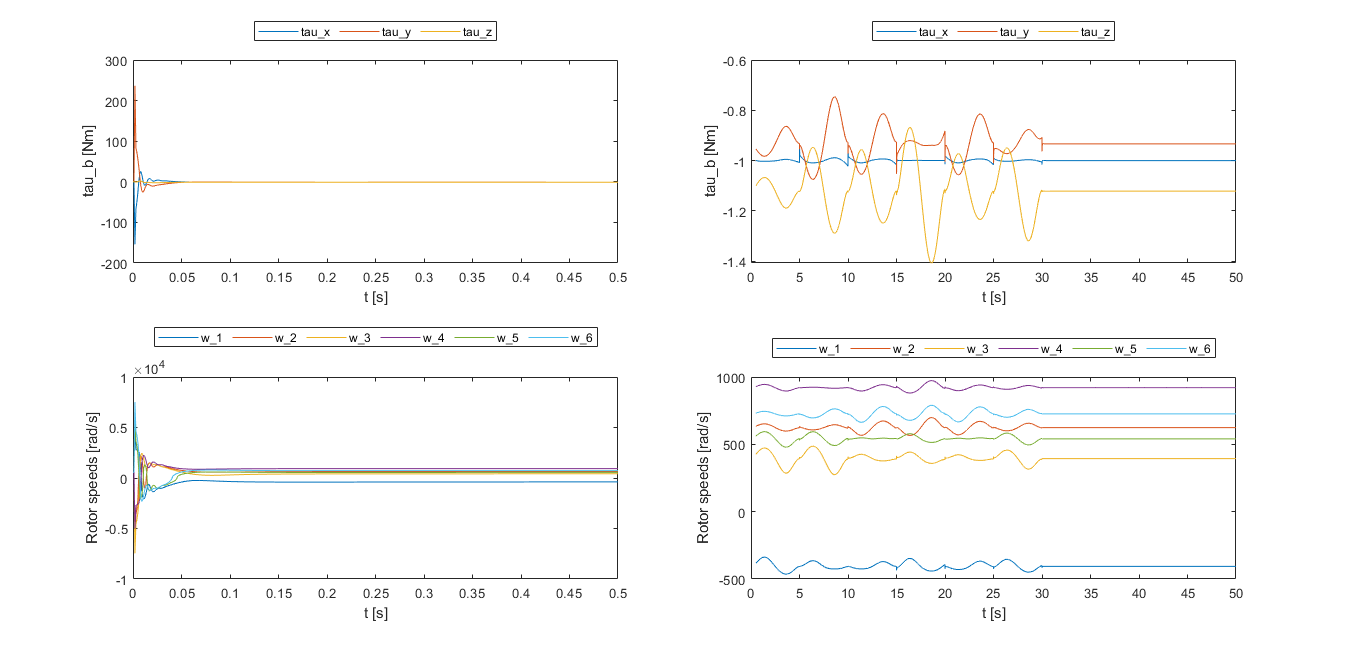 tau_x tau_y tau_z
300
200
100
0
-100
-200
tau_b [Nm]
0 0.05 0.1 0.15 0.2 0.25 0.3 0.35 0.4 0.45 0.5
t [s]
tau_x tau_y tau_z
-0.6
-0.8
-1
-1.2
-1.4
tau_b [Nm]
0 5 10 15 20 25 30 35 40 45 50
t [s]
w_1 w_2 w_3 w_4 w_5 w_6
×10^4
1
0.5
0
-0.5
-1
Rotor speeds [rad/s]
0 0.05 0.1 0.15 0.2 0.25 0.3 0.35 0.4 0.45 0.5
t [s]
w_1 w_2 w_3 w_4 w_5 w_6
1000
500
0
-500
Rotor speeds [rad/s]
0 5 10 15 20 25 30 35 40 45 50
t [s]